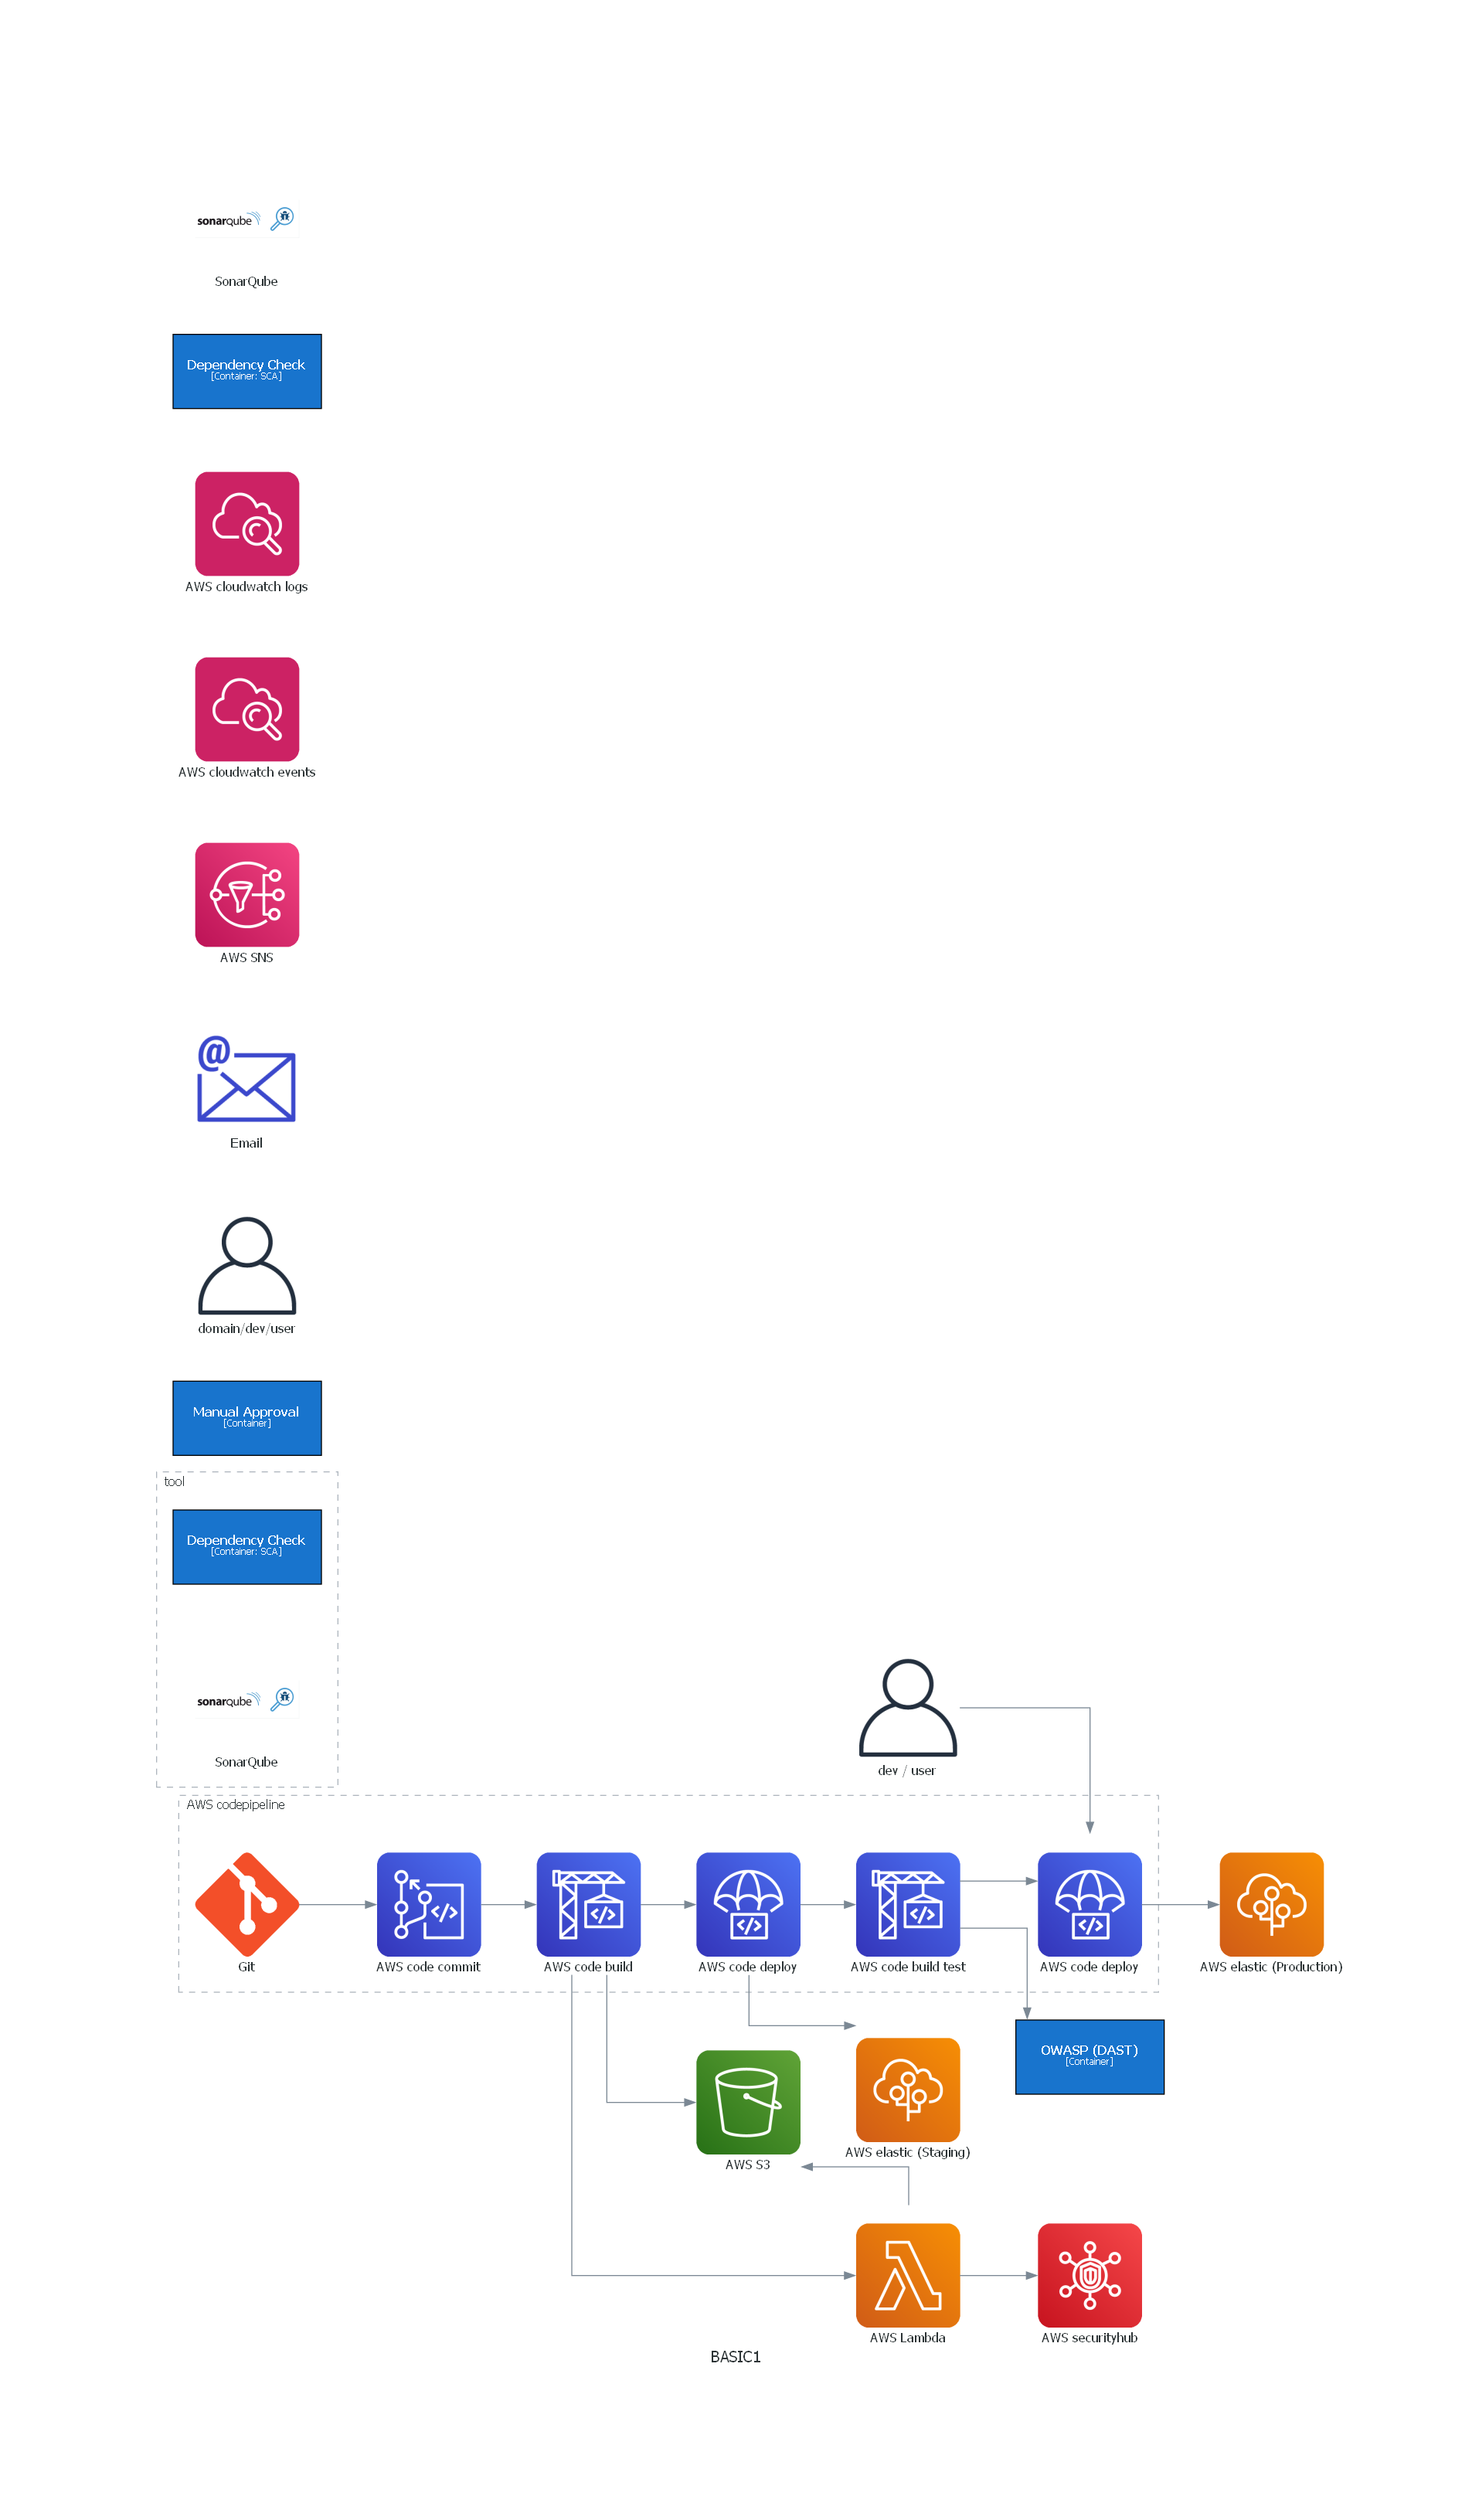 sonarqube
SonarQube
Dependency Check
[Container: SCA]
AWS cloudwatch logs
AWS cloudwatch events
AWS SNS
@
Email
domain/dev/user
Manual Approval
[Container]
tool
Dependency Check
[Container: SCA]
sonarqube
SonarQube
dev / user
AWS codepipeline
Git
AWS code commit
AWS code build
AWS code deploy
AWS code build test
AWS code deploy
AWS elastic (Production)
OWASP (DAST)
[Container]
AWS S3
AWS elastic (Staging)
AWS Lambda
AWS securityhub
BASIC1